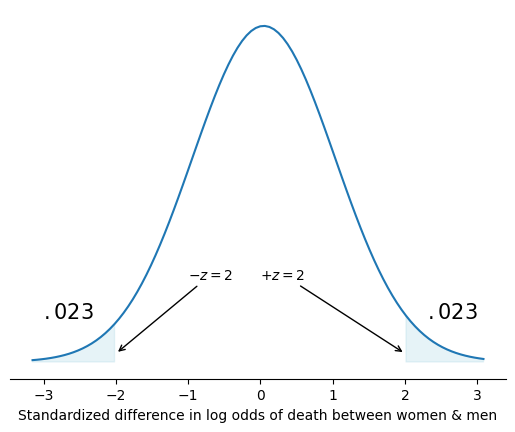 −z = 2 +z = 2
.023 .023
−3 −2 −1 0 1 2 3
Standardized difference in log odds of death between women & men